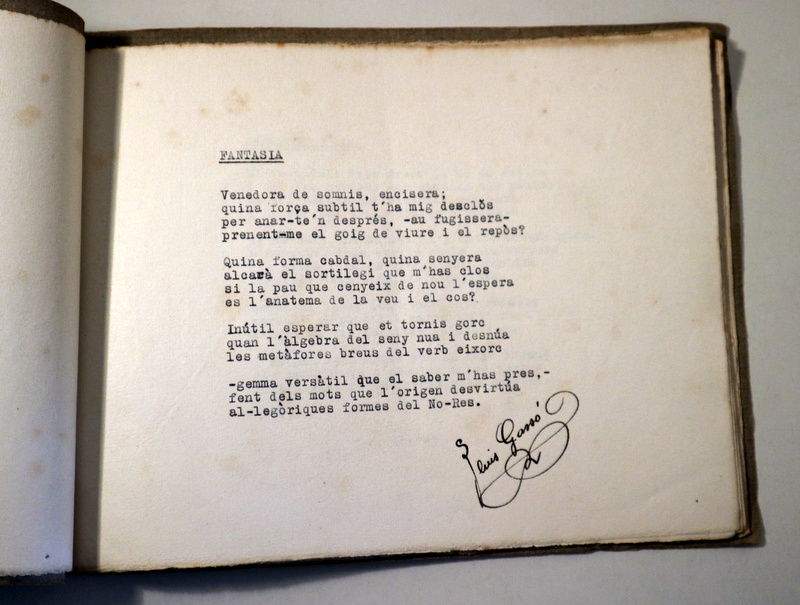 FANTASIA
Venedora de somnis, encisera;
quina força subtil t'ha mig desclòs
per anar-te'n després, -au fugissera-
prenent-me el goig de viure i el repòs?
Quina forma cabdal, quina senyera
alcarà el sortilegi que m'has clos
si la pau que cenyeix de nou l'espera
es l'anatema de la veu i el cos?
Inútil esperar que et tornis gorc
quan l'àlgebra del seny nua i desnúa
les metàfores breus del verb eixorc
-gemma versàtil que el saber m'has pres,-
fent dels mots que l'origen desvirtúa
al-legòriques formes del No-Res.
Lluis Gassó